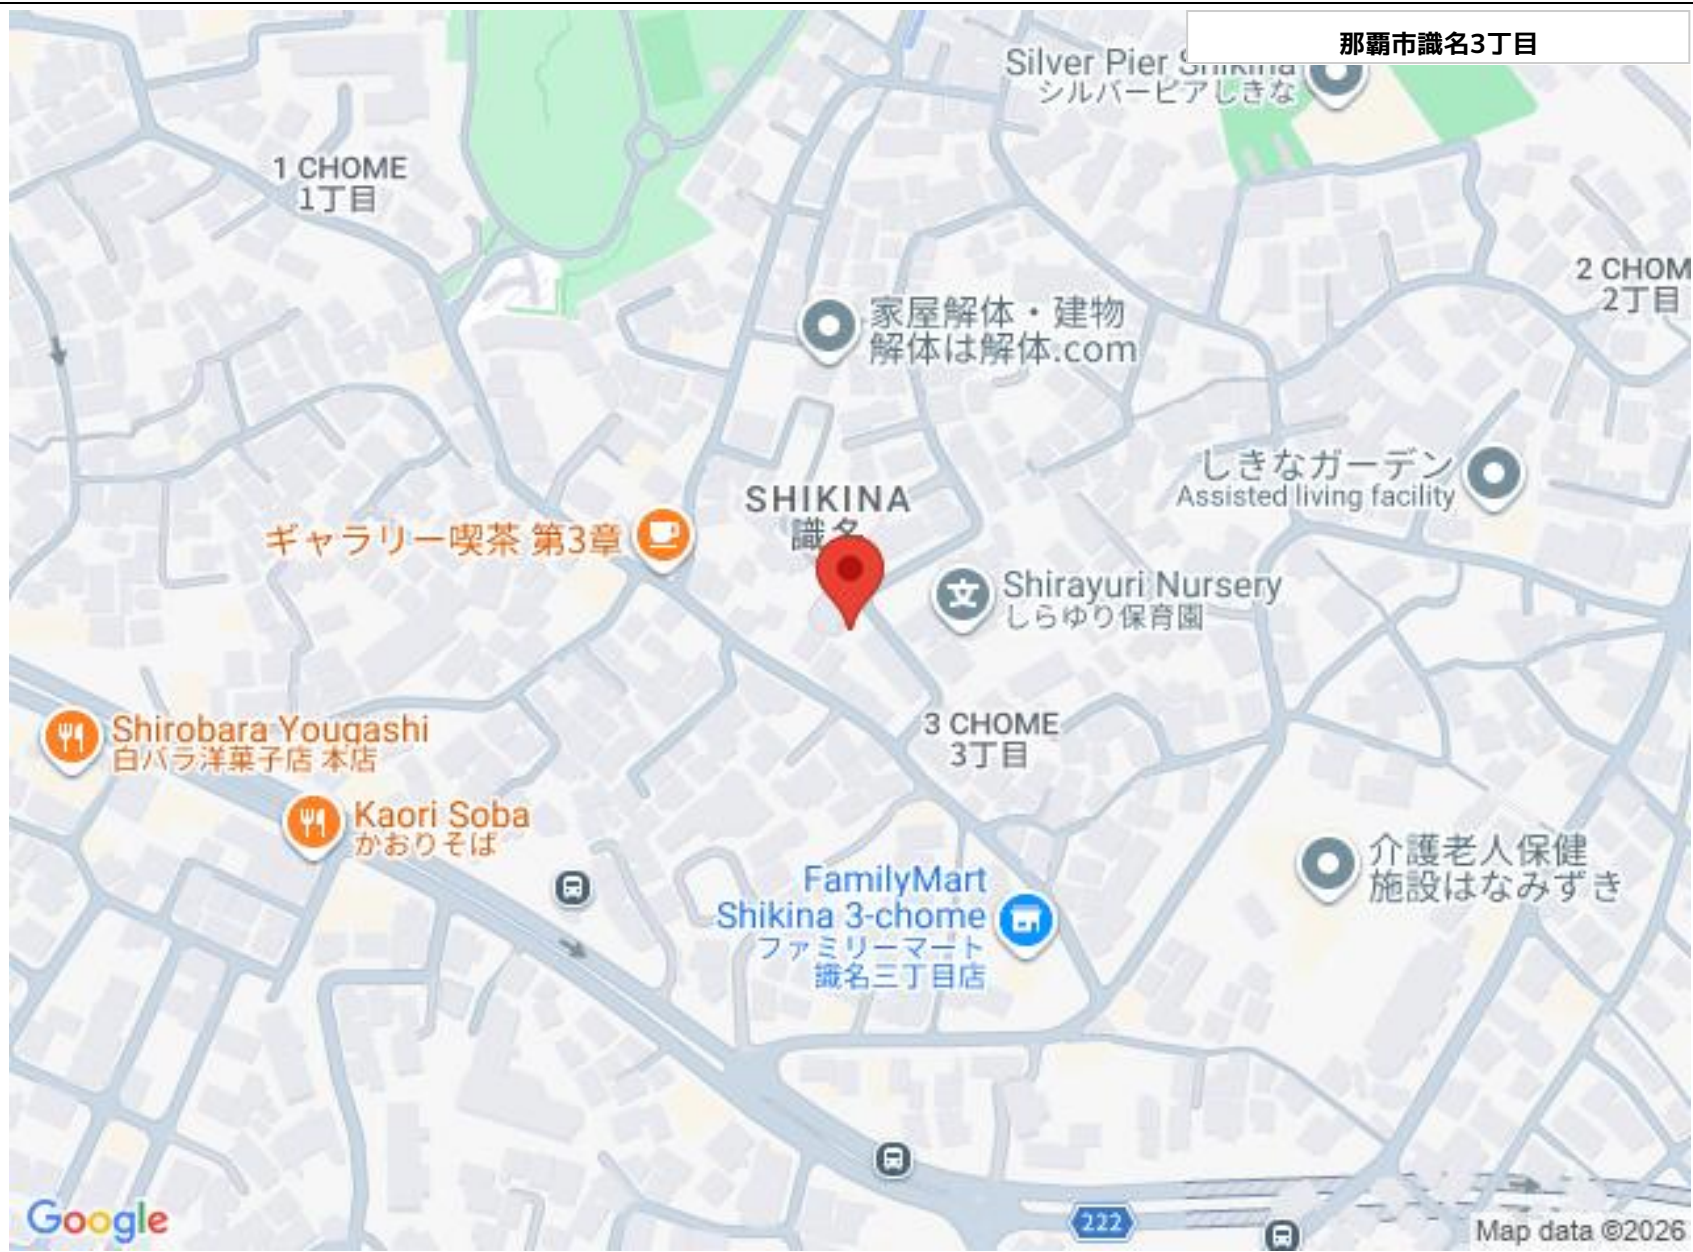 那覇市識名3丁目
Silver Pier Shikina
シルバーピアしきな
1 CHOME
1丁目
2 CHOM
2丁目
家屋解体・建物
解体は解体.com
しきなガーデン
Assisted living facility
SHIKINA
識名
ギャラリー喫茶 第3章
Shirayuri Nursery
しらゆり保育園
Shirobara Yougashi
白バラ洋菓子店 本店
3 CHOME
3丁目
Kaori Soba
かおりそば
介護老人保健
施設はなみずき
FamilyMart
Shikina 3-chome
ファミリーマート
識名三丁目店
222
Google
Map data ©2026